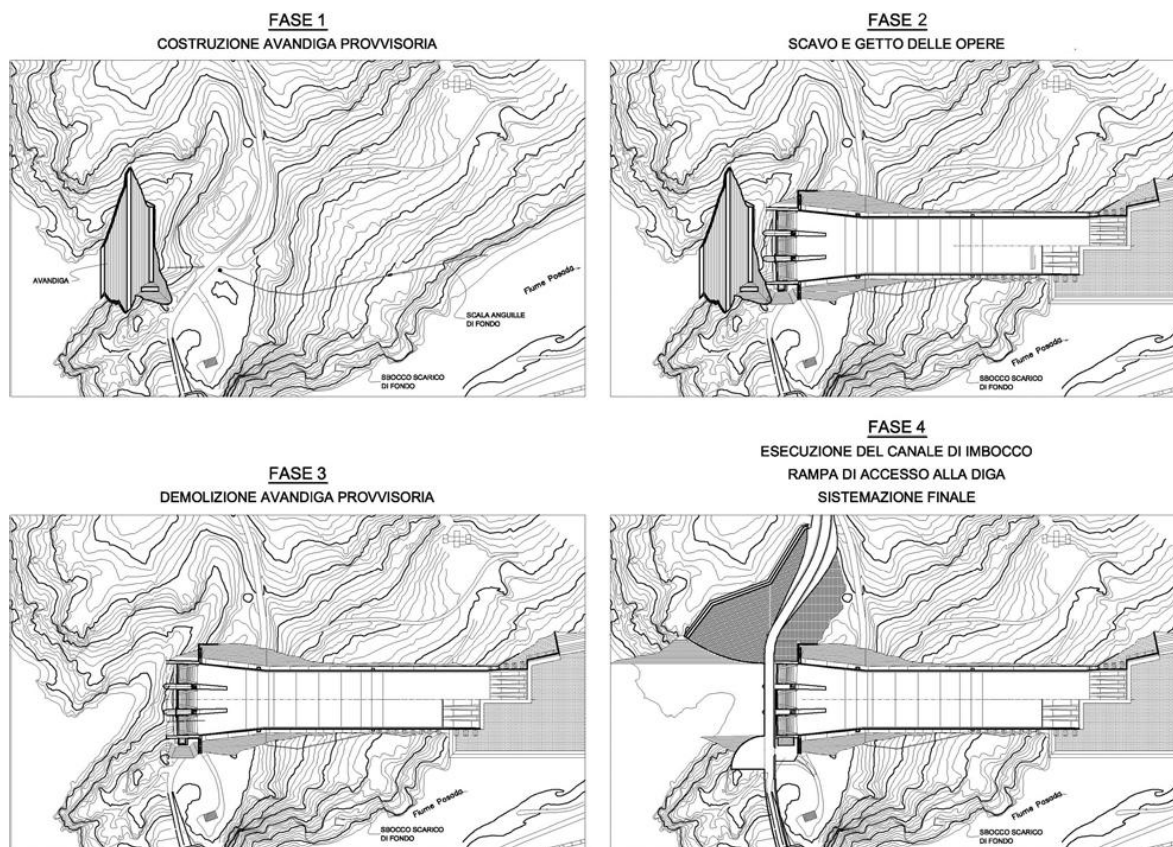 FASE 1
COSTRUZIONE AVANDIGA PROVVISORIA
AVANDIGA
Fiume Posada
SCALA ANGUILLE
DI FONDO
SBOCCO SCARICO
DI FONDO
FASE 2
SCAVO E GETTO DELLE OPERE
Fiume Posada
SBOCCO SCARICO
DI FONDO
FASE 3
DEMOLIZIONE AVANDIGA PROVVISORIA
Fiume Posada
SBOCCO SCARICO
DI FONDO
FASE 4
ESECUZIONE DEL CANALE DI IMBOCCO
RAMPA DI ACCESSO ALLA DIGA
SISTEMAZIONE FINALE
Fiume Posada
SBOCCO SCARICO
DI FONDO